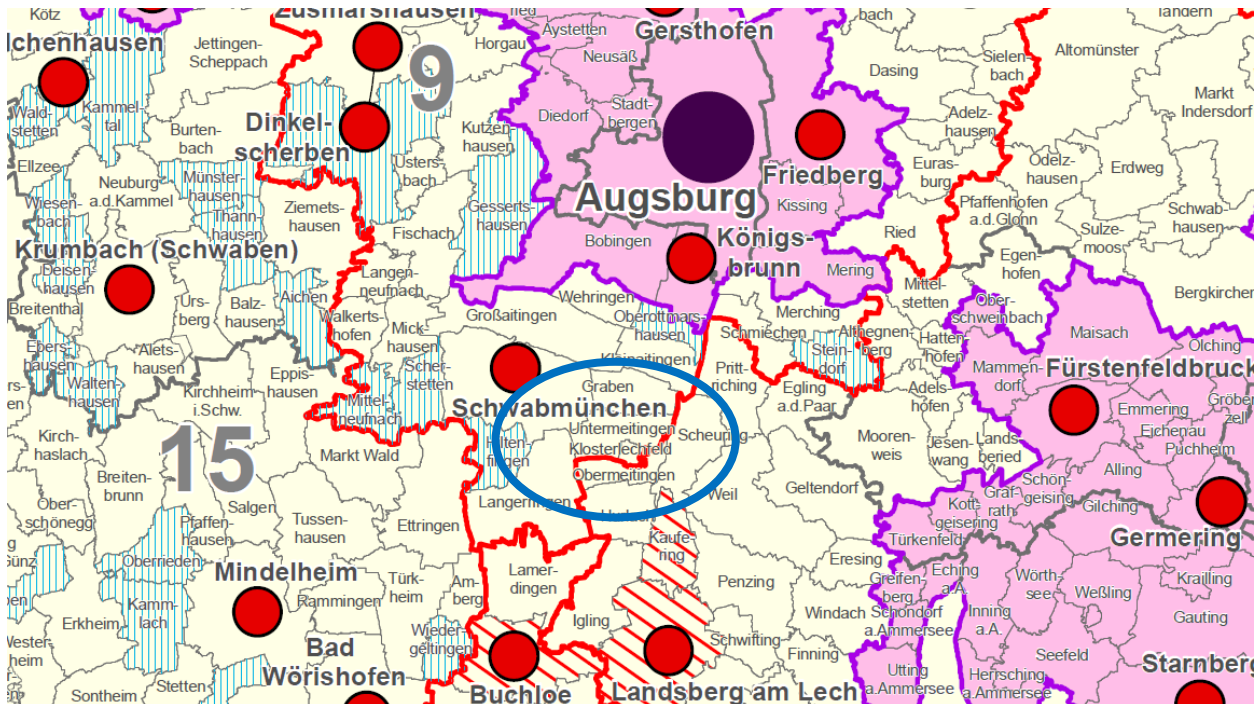 Kötz
Zusmarshausen
ried
bach
Tandern
Aystetten
Gersthofen
lchenhausen
Jettingen-
Scheppach
Horgau
Neusäß
Sielen-
bach
Altomünster
9
Dasing
Kammel-
tal
Wald-
stetten
Burten-
bach
Dinkel-
scherben
Kutzen-
hausen
Diedorf
Stadt-
bergen
Adelz-
hausen
Markt
Indersdorf
Ellzee
Neuburg
a.d.Kammel
Münster-
hausen
Usters-
bach
Friedberg
Euras-
burg
Odelz-
hausen
Erdweg
Wiesen-
bach
Thann-
hausen
Ziemets-
hausen
Gesserts-
hausen
Augsburg
Kissing
Pfaffenhofen
a.d.Glonn
Schwab-
hausen
Krumbach (Schwaben)
Fischach
Bobingen
Königs-
brunn
Ried
Sulze-
moos
Deisen-
hausen
Langen-
neufnach
Mering
Egen-
hofen
Breitenthal
Urs-
berg
Balz-
hausen
Aichen
Walkerts-
hofen
Wehringen
Großaitingen
Oberottmars-
hausen
Mittel-
stetten
Ober-
schweinbach
Bergkirchen
Merching
Schmiechen
Althegnen-
berg
Hatten-
hofen
Maisach
Olching
Ebers-
hausen
Alets-
hausen
Mick-
hausen
Scher-
stetten
Kleinaitingen
Pritt-
riching
Stein-
dorf
Mammen-
dorf
Fürstenfeldbruck
Walten-
hausen
Kirchheim
i.Schw.
Eppis-
hausen
Mittel-
neufnach
Graben
Egling
a.d.Paar
Adels-
hofen
Emmering
Gröben-
zell
Schwabmünchen
Untermeitingen
Scheuring
Eichenau
Puchheim
Kirch-
haslach
15
Markt Wald
Hilten-
fingen
Klosterlechfeld
Mooren-
weis
Jesen-
wang
Lands-
beried
Breiten-
brunn
Obermeitingen
Alling
Ober-
schönegg
Salgen
Langerringen
Weil
Geltendorf
Schön-
geising
Gilching
Pfaffen-
hausen
Tussen-
hausen
Ettringen
Hurlach
Kott-
geisering
Graf-
rath
Germering
Günz
Oberrieden
Kaufe-
ring
Türkenfeld
Mindelheim
Lamer-
dingen
Eresing
Greifen-
berg
Eching
a.A.
Wörth-
see
Weßling
Krailling
Kamm-
lach
Rammingen
Türk-
heim
Am-
berg
Penzing
Windach
Schondorf
a.Ammersee
Inning
a.A.
Gauting
Erkheim
Wester-
heim
Igling
Wieder-
geltingen
Schwifting
Finning
Seefeld
Bad
Wörishofen
Utting
a.Ammersee
Herrsching
a.Ammersee
Starnberg
Sontheim
Stetten
Buchloe
Landsberg am Lech